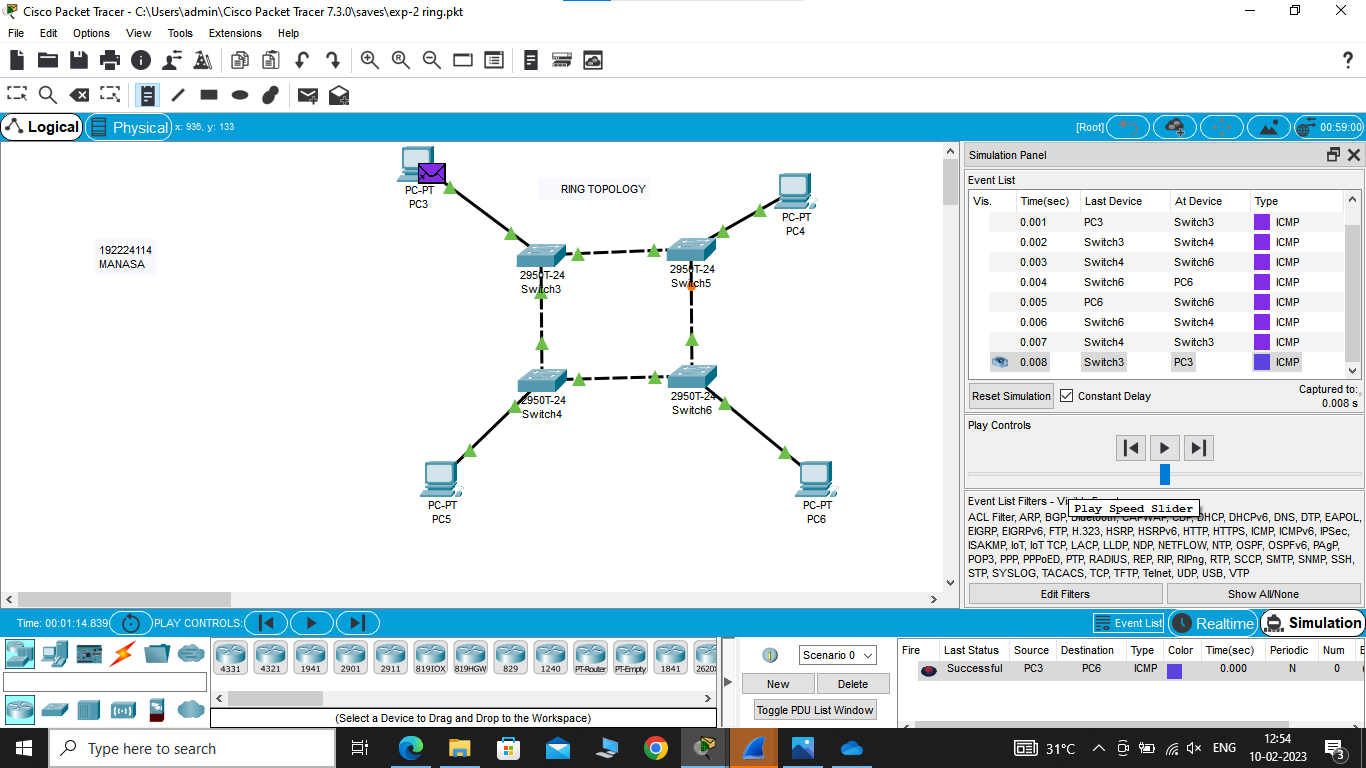 Cisco Packet Tracer - C:\Users\admin\Cisco Packet Tracer 7.3.0\saves\exp-2 ring.pkt
File Edit Options View Tools Extensions Help
?
Logical Physical x: 936, y: 133 [Root] 00:59:00
PC-PT
PC3
RING TOPOLOGY
PC-PT
PC4
192224114
MANASA
2950T-24
Switch3
2950T-24
Switch5
2950T-24
Switch4
2950T-24
Switch6
PC-PT
PC5
PC-PT
PC6
Simulation Panel
Event List
Vis. Time(sec) Last Device At Device Type
0.001 PC3 Switch3 ICMP
0.002 Switch3 Switch4 ICMP
0.003 Switch4 Switch6 ICMP
0.004 Switch6 PC6 ICMP
0.005 PC6 Switch6 ICMP
0.006 Switch6 Switch4 ICMP
0.007 Switch4 Switch3 ICMP
0.008 Switch3 PC3 ICMP
Reset Simulation Constant Delay Captured to:
0.008 s
Play Controls
Event List Filters -
Play Speed Slider
ACL Filter, ARP, BGP, Bluetooth, CAPWAP, CDP, DHCP, DHCPv6, DNS, DTP, EAPOL,
EIGRP, EIGRPv6, FTP, H.323, HSRP, HSRPv6, HTTP, HTTPS, ICMP, ICMPv6, IPSec,
ISAKMP, IoT, IoT TCP, LACP, LLDP, NDP, NETFLOW, NTP, OSPF, OSPFv6, PAgP,
POP3, PPP, PPPoED, PTP, RADIUS, REP, RIP, RIPng, RTP, SCCP, SMTP, SNMP, SSH,
STP, SYSLOG, TACACS, TCP, TFTP, Telnet, UDP, USB, VTP
Edit Filters Show All/None
Time: 00:01:14.839 PLAY CONTROLS: Event List Realtime Simulation
4331 4321 1941 2901 2911 819IOX 819HGW 829 1240 PT-Router PT-Empty 1841 2620X
(Select a Device to Drag and Drop to the Workspace)
Scenario 0
New Delete
Toggle PDU List Window
Fire Last Status Source Destination Type Color Time(sec) Periodic Num
Successful PC3 PC6 ICMP 0.000 N 0
Type here to search
31°C ENG 12:54
10-02-2023
3